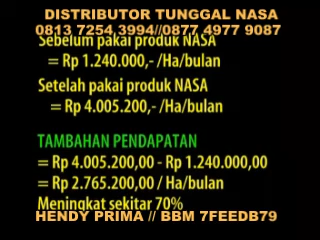 DISTRIBUTOR TUNGGAL NASA
0813 7254 3994//0877 4977 9087
Sebelum pakai produk NASA
= Rp 1.240.000,- /Ha/bulan
Setelah pakai produk NASA
= Rp 4.005.200,- /Ha/bulan
TAMBAHAN PENDAPATAN
= Rp 4.005.200,00 - Rp 1.240.000,00
= Rp 2.765.200,00 / Ha/bulan
Meningkat sekitar 70%
HENDY PRIMA // BBM 7FEEDB79